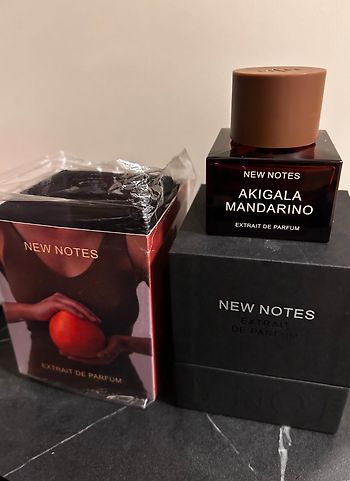 NEW NOTES
AKIGALA
MANDARINO
EXTRAIT DE PARFUM
NEW NOTES
EXTRAIT DE PARFUM
NEW NOTES
EXTRAIT
DE PARFUM